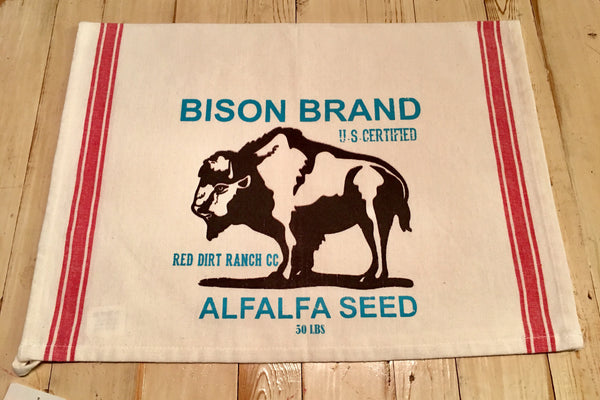 BISON BRAND
U.S. CERTIFIED
RED DIRT RANCH CC
ALFALFA SEED
50 LBS